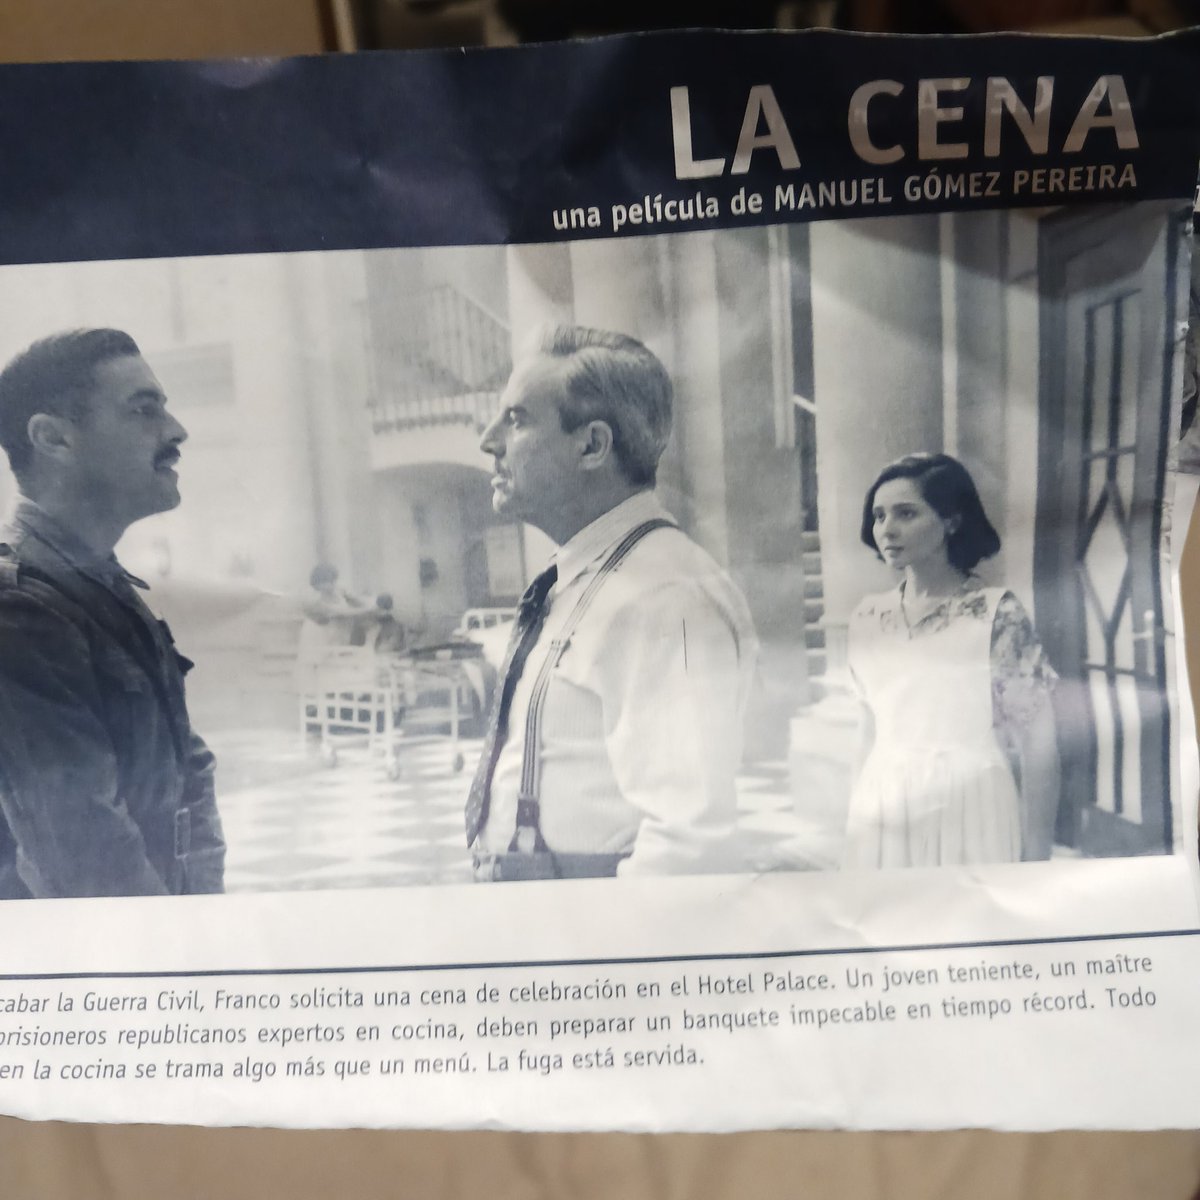 LA CENA
una película de MANUEL GÓMEZ PEREIRA
cabar la Guerra Civil, Franco solicita una cena de celebración en el Hotel Palace. Un joven teniente, un maître
prisioneros republicanos expertos en cocina, deben preparar un banquete impecable en tiempo récord. Todo
en la cocina se trama algo más que un menú. La fuga está servida.